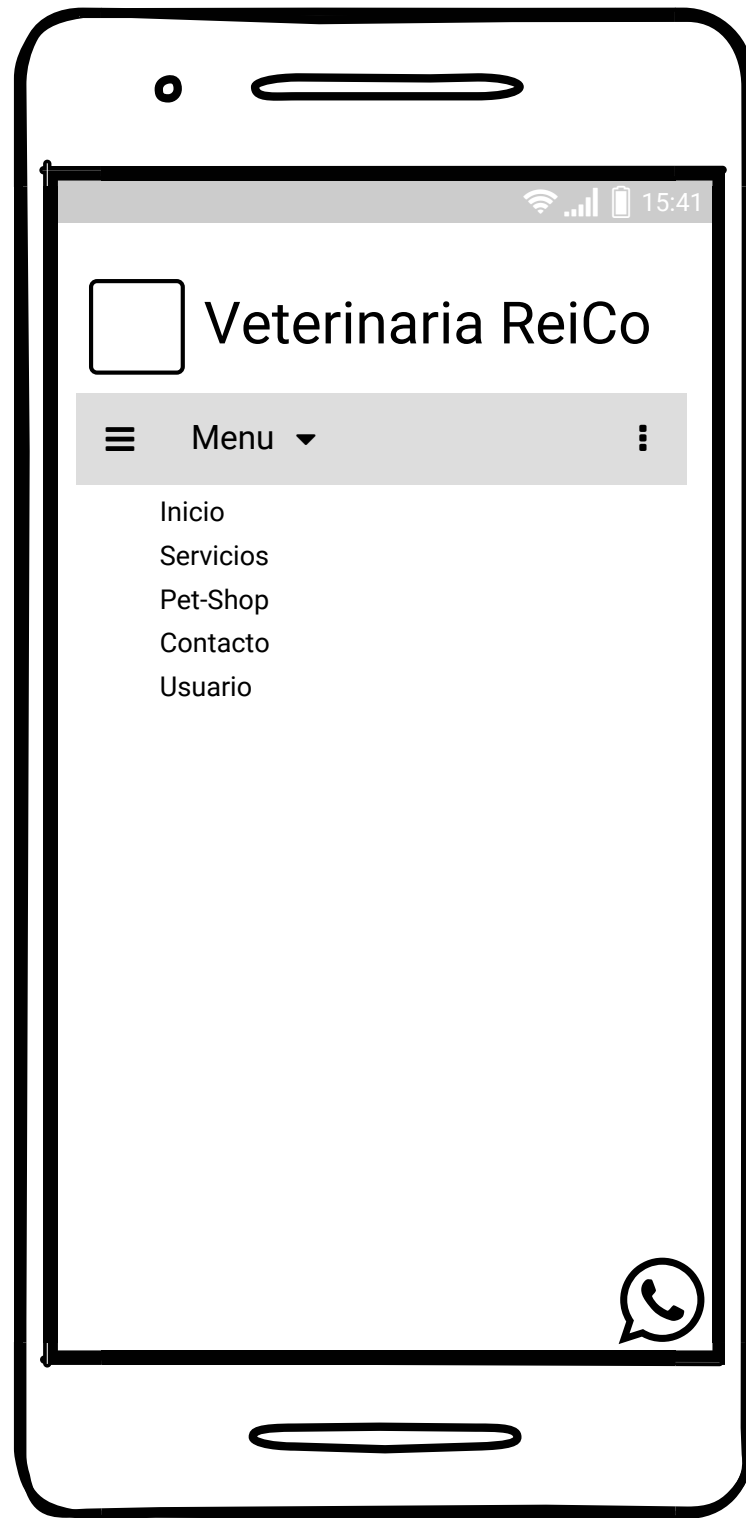 15:41
Veterinaria ReiCo
Menu
Inicio
Servicios
Pet-Shop
Contacto
Usuario